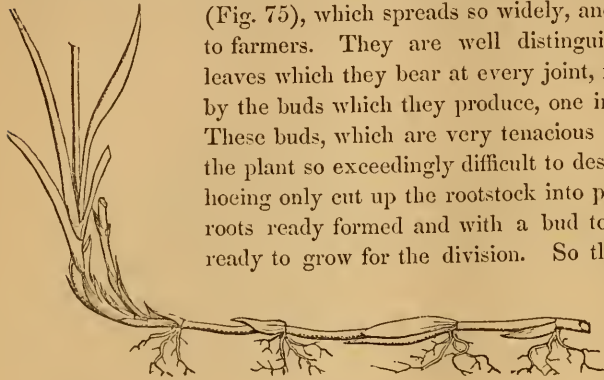 (Fig. 75), which spreads so widely, and
to farmers. They are well distingui
leaves which they bear at every joint,
by the buds which they produce, one in
These buds, which are very tenacious
the plant so exceedingly difficult to des
hoeing only cut up the rootstock into p
roots ready formed and with a bud to
ready to grow for the division. So th